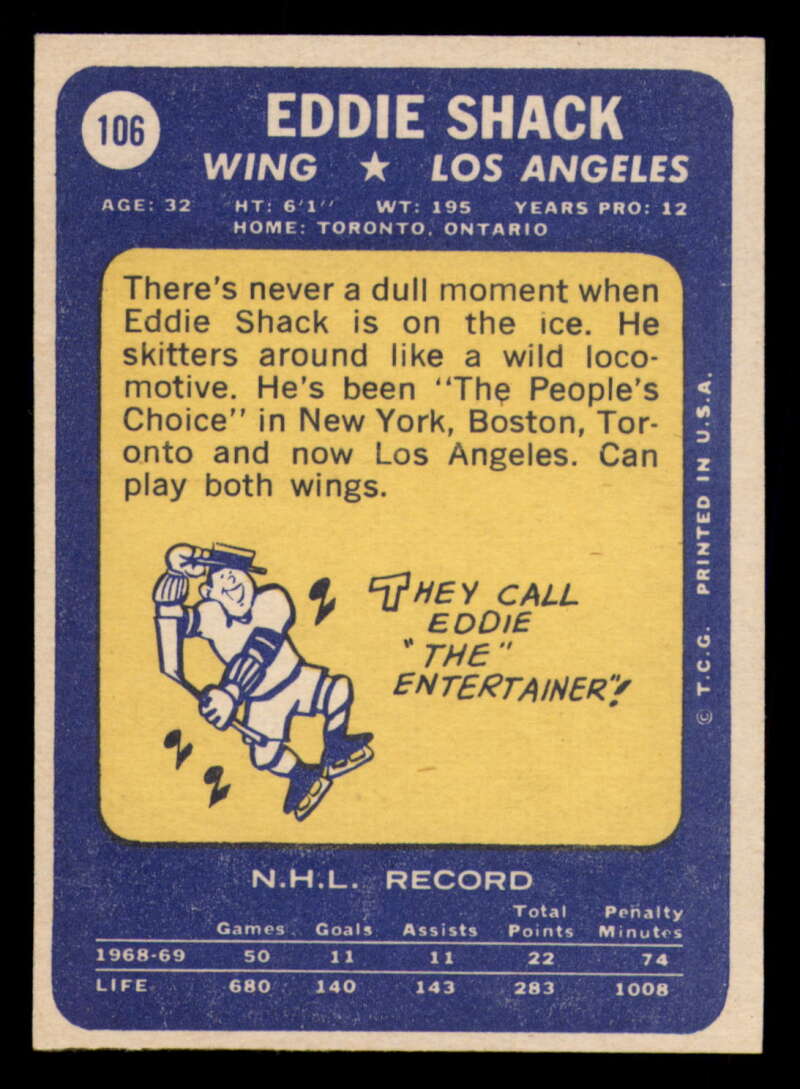 106
EDDIE SHACK
WING ★ LOS ANGELES
AGE: 32 HT: 6'1" WT: 195 YEARS PRO: 12
HOME: TORONTO, ONTARIO
There's never a dull moment when
Eddie Shack is on the ice. He
skitters around like a wild loco-
motive. He's been "The People's
Choice" in New York, Boston, Tor-
onto and now Los Angeles. Can
play both wings.
THEY CALL
EDDIE
"THE"
ENTERTAINER"!
© T.C.G. PRINTED IN U.S.A.
N.H.L. RECORD
Games Goals Assists Total Points Penalty Minutes
1968-69 50 11 11 22 74
LIFE 680 140 143 283 1008